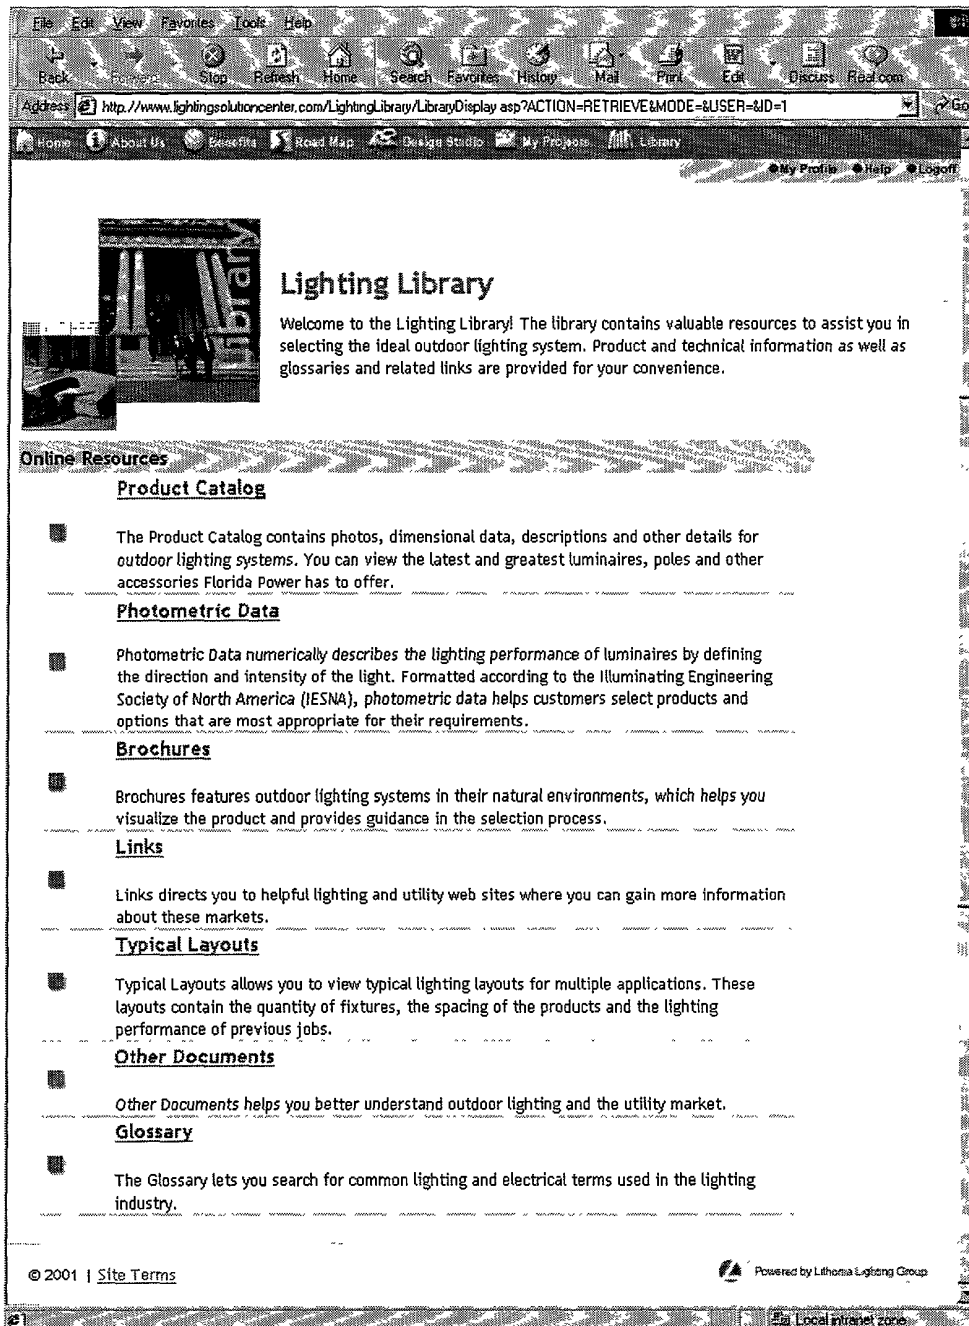 File Edit View Favorites Tools Help
Back Forward Stop Refresh Home Search Favorites History Mail Print Edit Discuss Real.com
Address http://www.lightingsolutioncenter.com/LightingLibrary/LibraryDisplay.asp?ACTION=RETRIEVE&MODE=&USER=&ID=1 Go
Home About Us Benefits Road Map Design Studio My Projects Library
My Profile Help Logoff
Library
Lighting Library
Welcome to the Lighting Library! The library contains valuable resources to assist you in
selecting the ideal outdoor lighting system. Product and technical information as well as
glossaries and related links are provided for your convenience.
Online Resources
Product Catalog
The Product Catalog contains photos, dimensional data, descriptions and other details for
outdoor lighting systems. You can view the latest and greatest luminaires, poles and other
accessories Florida Power has to offer.
Photometric Data
Photometric Data numerically describes the lighting performance of luminaires by defining
the direction and intensity of the light. Formatted according to the Illuminating Engineering
Society of North America (IESNA), photometric data helps customers select products and
options that are most appropriate for their requirements.
Brochures
Brochures features outdoor lighting systems in their natural environments, which helps you
visualize the product and provides guidance in the selection process.
Links
Links directs you to helpful lighting and utility web sites where you can gain more information
about these markets.
Typical Layouts
Typical Layouts allows you to view typical lighting layouts for multiple applications. These
layouts contain the quantity of fixtures, the spacing of the products and the lighting
performance of previous jobs.
Other Documents
Other Documents helps you better understand outdoor lighting and the utility market.
Glossary
The Glossary lets you search for common lighting and electrical terms used in the lighting
industry.
© 2001 | Site Terms
Powered by Lithonia Lighting Group
Local intranet zone